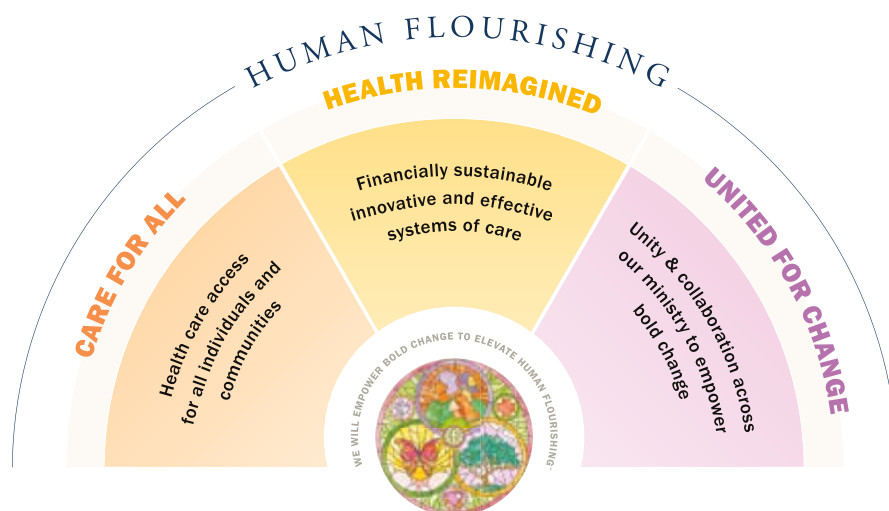 HUMAN FLOURISHING
HEALTH REIMAGINED
CARE FOR ALL
UNITED FOR CHANGE
Financially sustainable
innovative and effective
systems of care
Health care access
for all individuals and
communities
Unity & collaboration across
our ministry to empower
bold change
WE WILL EMPOWER BOLD CHANGE TO ELEVATE HUMAN FLOURISHING